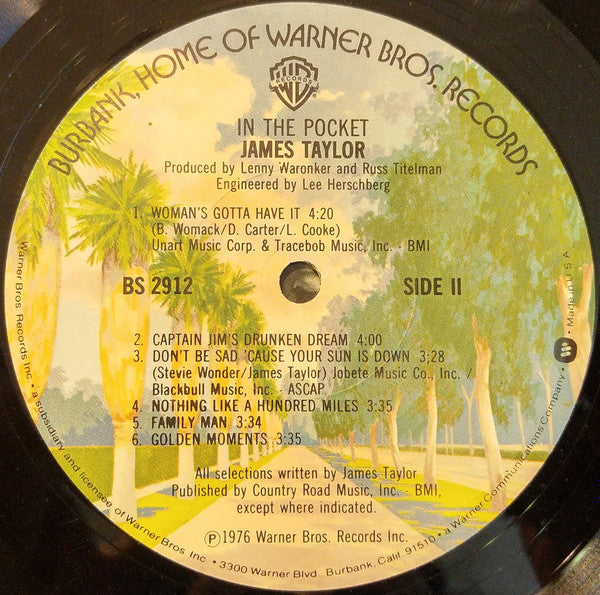 BURBANK, HOME OF WARNER BROS. RECORDS
RECORDS
IN THE POCKET
JAMES TAYLOR
Produced by Lenny Waronker and Russ Titelman
Engineered by Lee Herschberg
1. WOMAN'S GOTTA HAVE IT 4:20
(B. Womack/D. Carter/L. Cooke)
Unart Music Corp. & Tracebob Music, Inc. - BMI
BS 2912
SIDE II
2. CAPTAIN JIM'S DRUNKEN DREAM 4:00
3. DON'T BE SAD 'CAUSE YOUR SUN IS DOWN 3:28
(Stevie Wonder/James Taylor) Jobete Music Co., Inc. /
Blackbull Music, Inc. - ASCAP
4. NOTHING LIKE A HUNDRED MILES 3:35
5. FAMILY MAN 3:34
6. GOLDEN MOMENTS 3:35
All selections written by James Taylor
Published by Country Road Music, Inc. - BMI,
except where indicated.
℗ 1976 Warner Bros. Records Inc.
Warner Bros. Records Inc. • a subsidiary and licensee of Warner Bros. Inc. • 3300 Warner Blvd., Burbank, Calif. 91510 • a Warner Communications Company • Made in U.S.A.